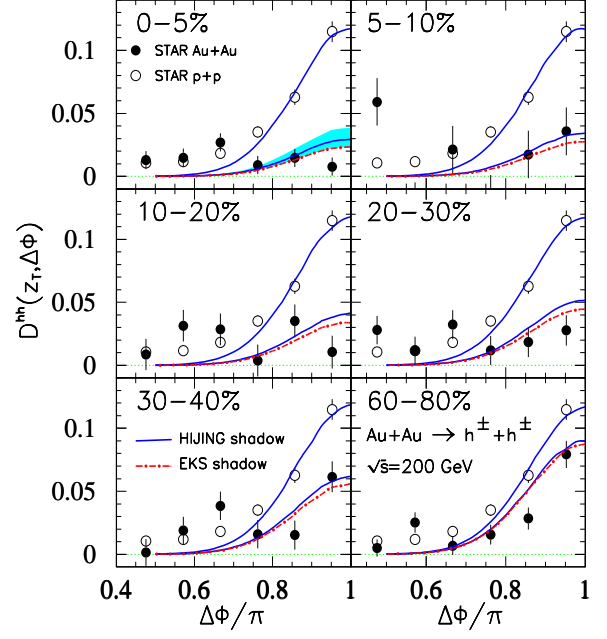 0−5%
5−10%
● STAR Au+Au
○ STAR p+p
0.1
0.05
0
10−20%
20−30%
0.1
0.05
0
D^hh(z_T,ΔΦ)
30−40%
60−80%
HIJING shadow
EKS shadow
Au+Au → h^± + h^±
√s=200 GeV
0.1
0.05
0
0.4 0.6 0.8 1 0.6 0.8 1
ΔΦ/π ΔΦ/π